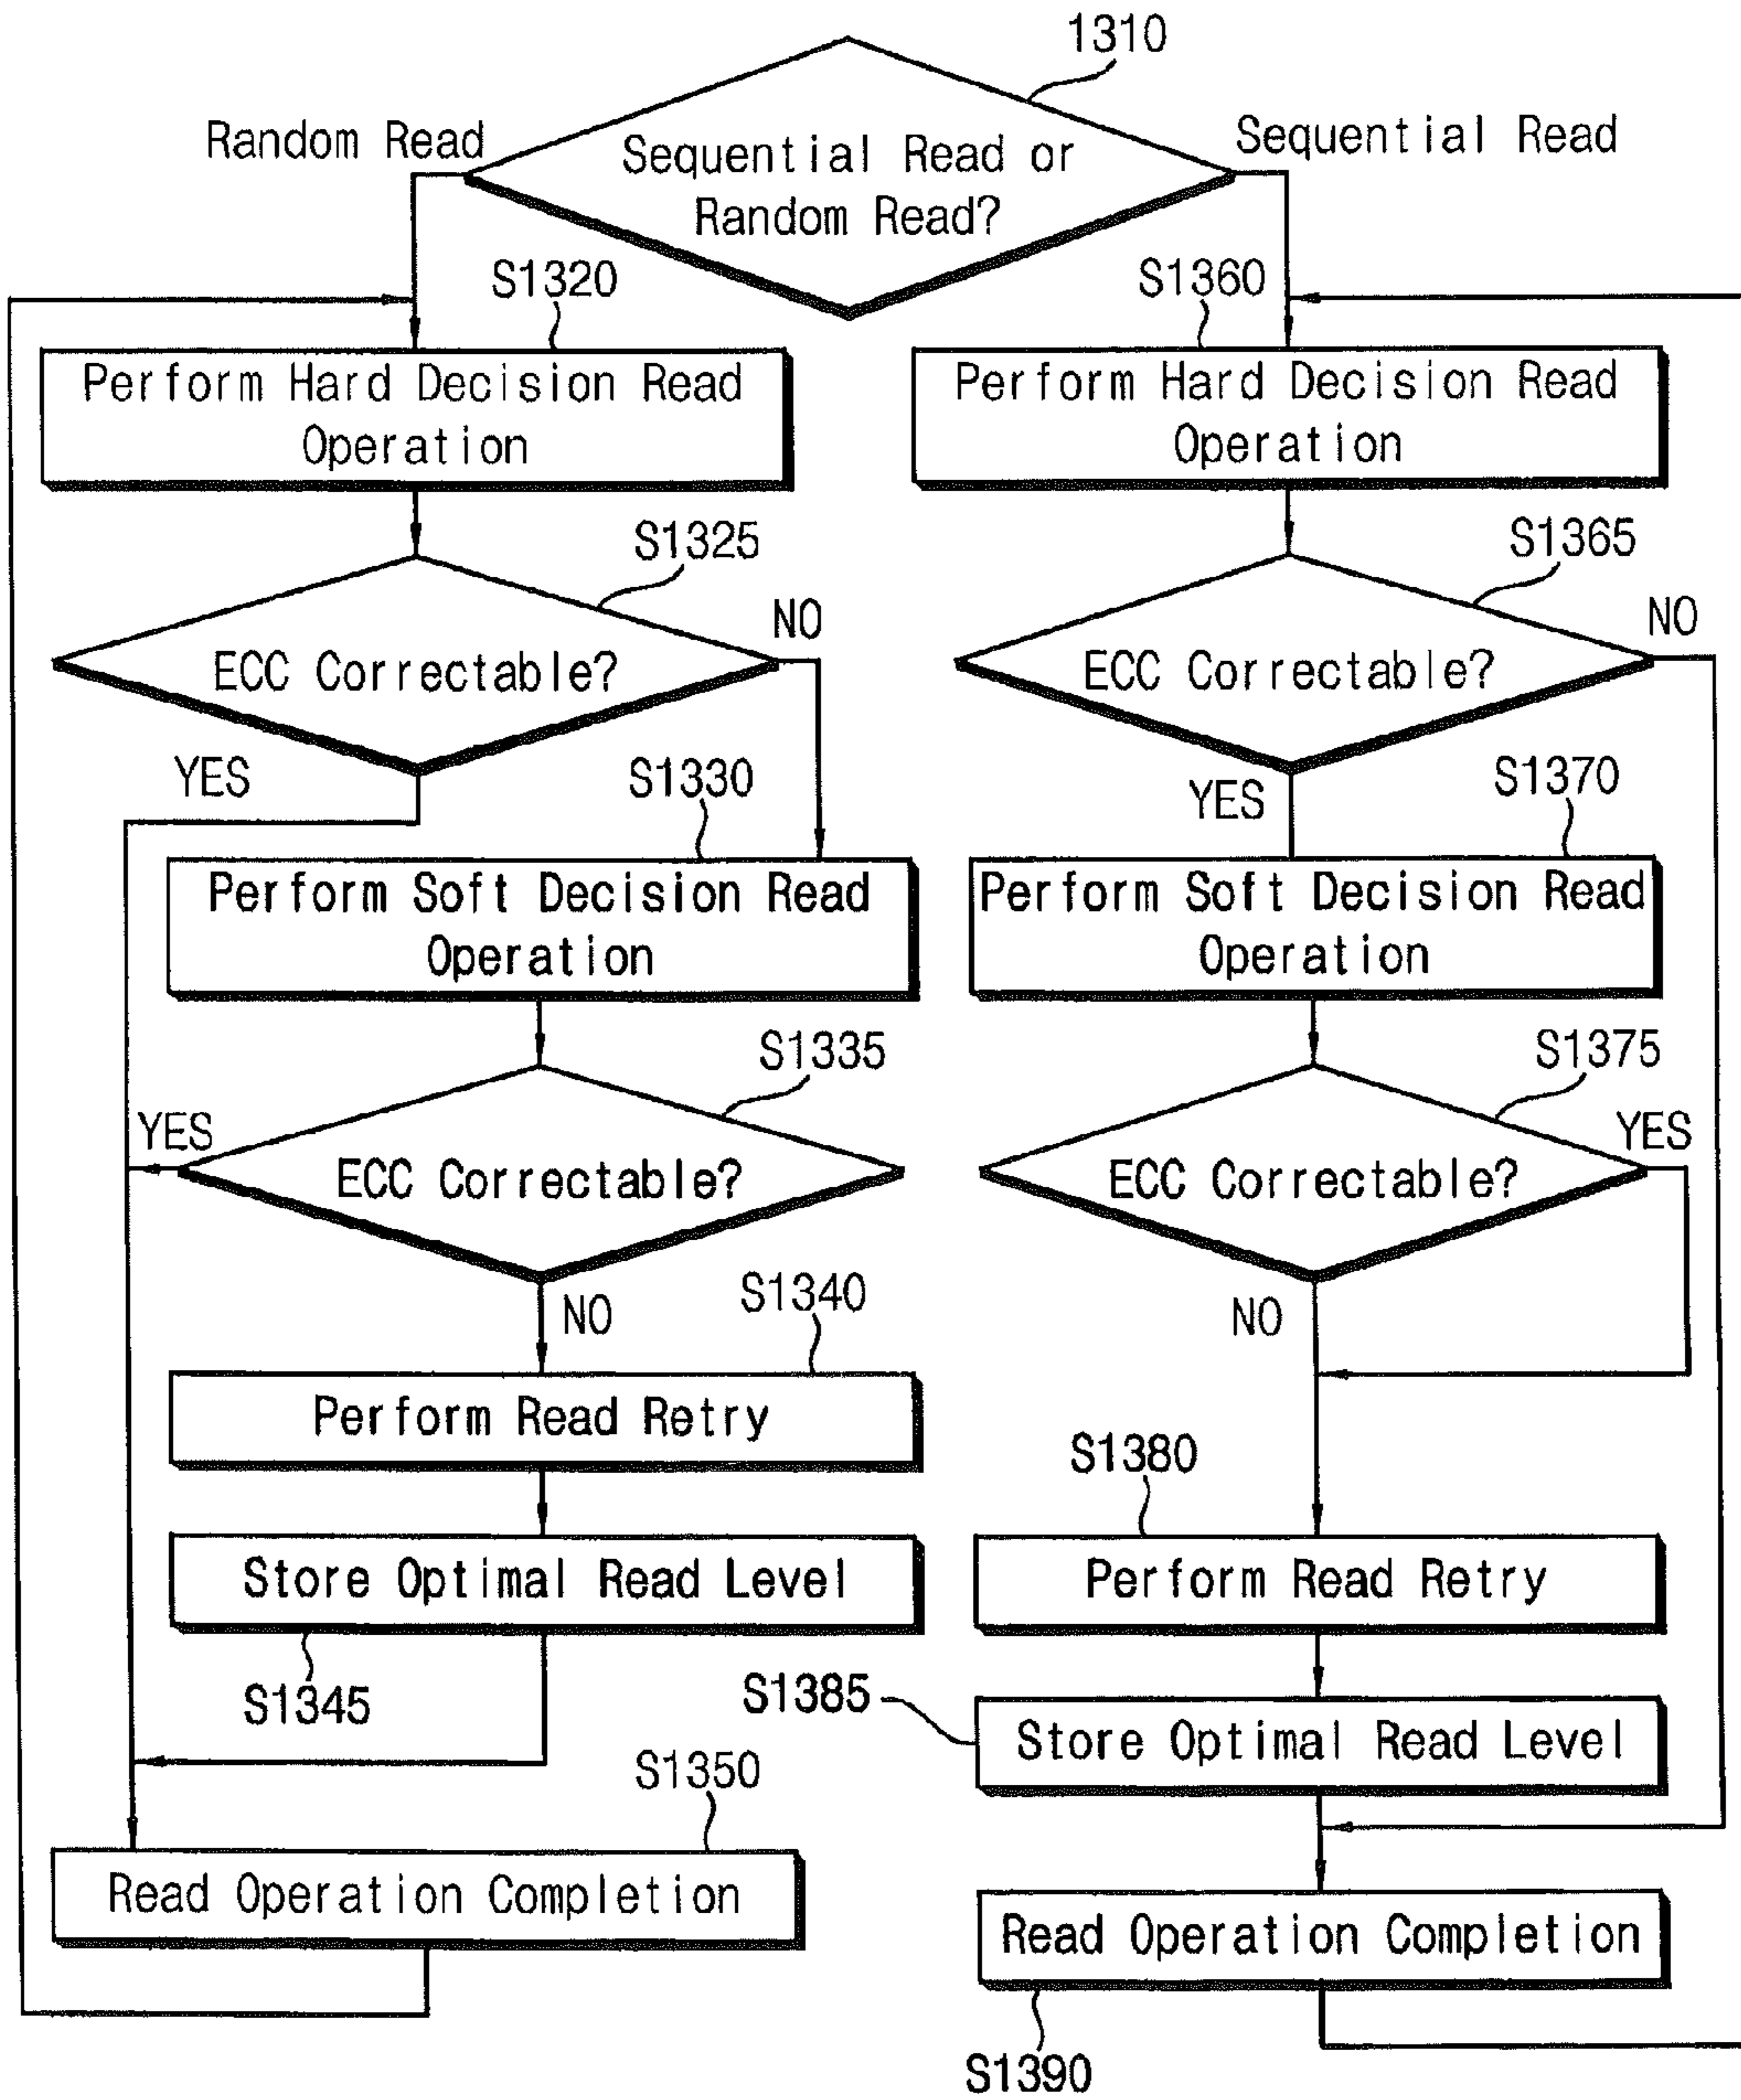 1310
Random Read
Sequential Read or
Random Read?
Sequential Read
S1320
Perform Hard Decision Read
Operation
S1325
ECC Correctable?
NO
YES
S1330
Perform Soft Decision Read
Operation
S1335
ECC Correctable?
YES
NO
S1340
Perform Read Retry
Store Optimal Read Level
S1345
S1350
Read Operation Completion
S1360
Perform Hard Decision Read
Operation
S1365
ECC Correctable?
NO
YES
S1370
Perform Soft Decision Read
Operation
S1375
ECC Correctable?
YES
NO
S1380
Perform Read Retry
S1385
Store Optimal Read Level
Read Operation Completion
S1390